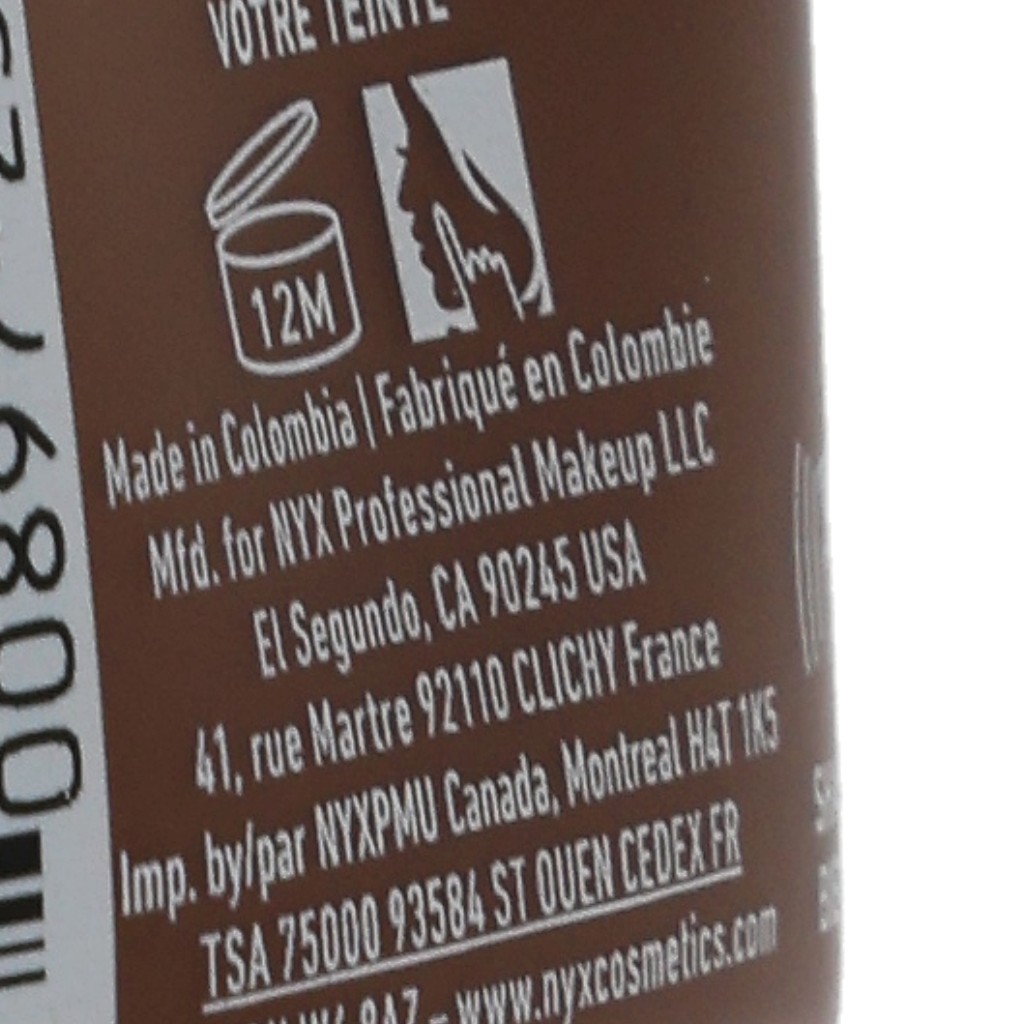 VOTRE TEINTE
12M
Made in Colombia | Fabriqué en Colombie
Mfd. for NYX Professional Makeup LLC
El Segundo, CA 90245 USA
41, rue Martre 92110 CLICHY France
Imp. by/par NYXPMU Canada, Montreal H4T 1K5
TSA 75000 93584 ST OUEN CEDEX FR
8AZ – www.nyxcosmetics.com